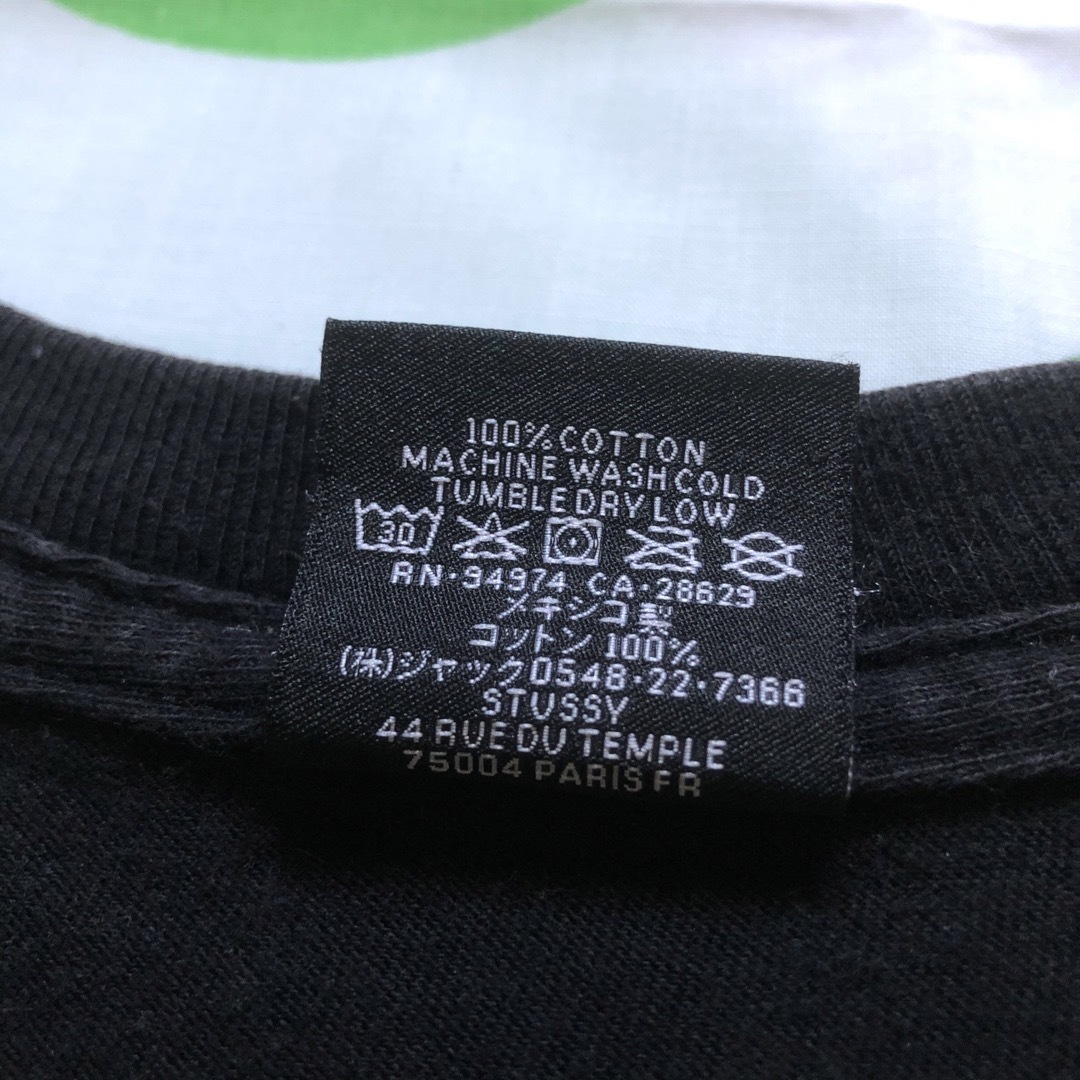 100% COTTON
MACHINE WASH COLD
TUMBLE DRY LOW
30
RN·94974 CA·28629
メキシコ製
コットン 100%
(株)ジャック0548·22·7366
STUSSY
44 RUE DU TEMPLE
75004 PARIS FR